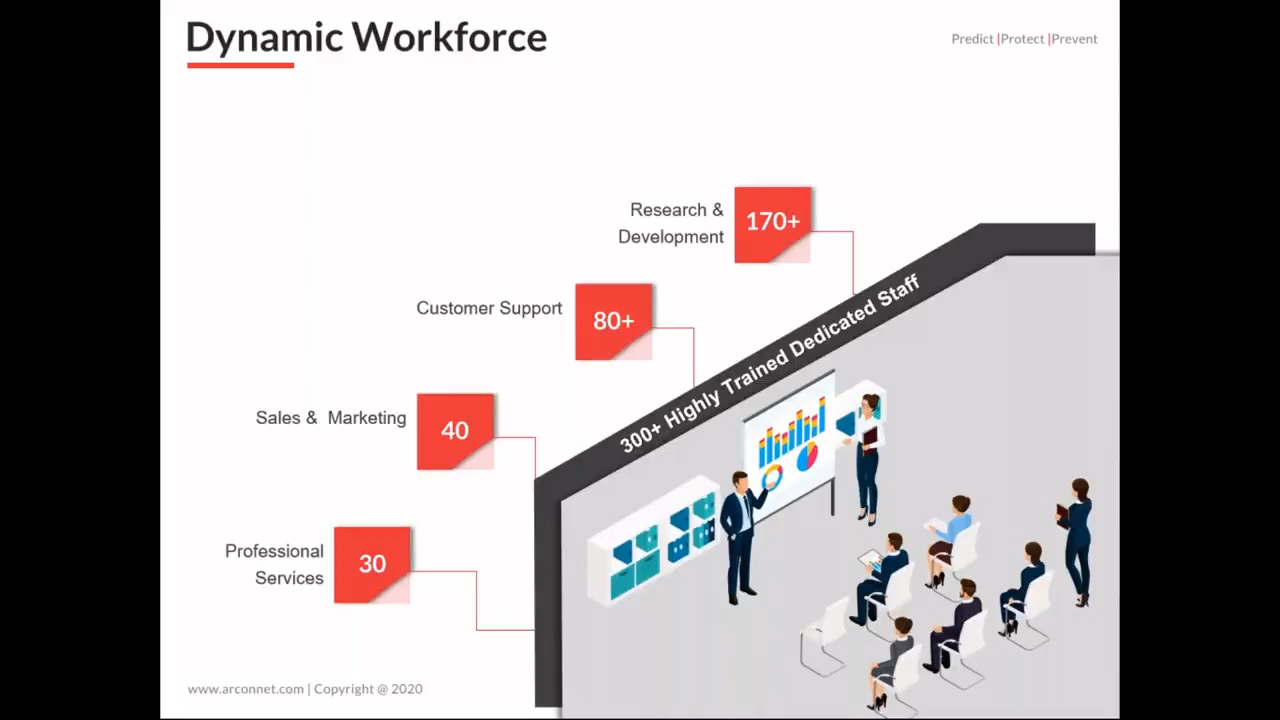 Dynamic Workforce
Predict |Protect |Prevent
Research &
Development
170+
Customer Support
80+
Sales & Marketing
40
Professional
Services
30
300+ Highly Trained Dedicated Staff
www.arconnet.com | Copyright @ 2020